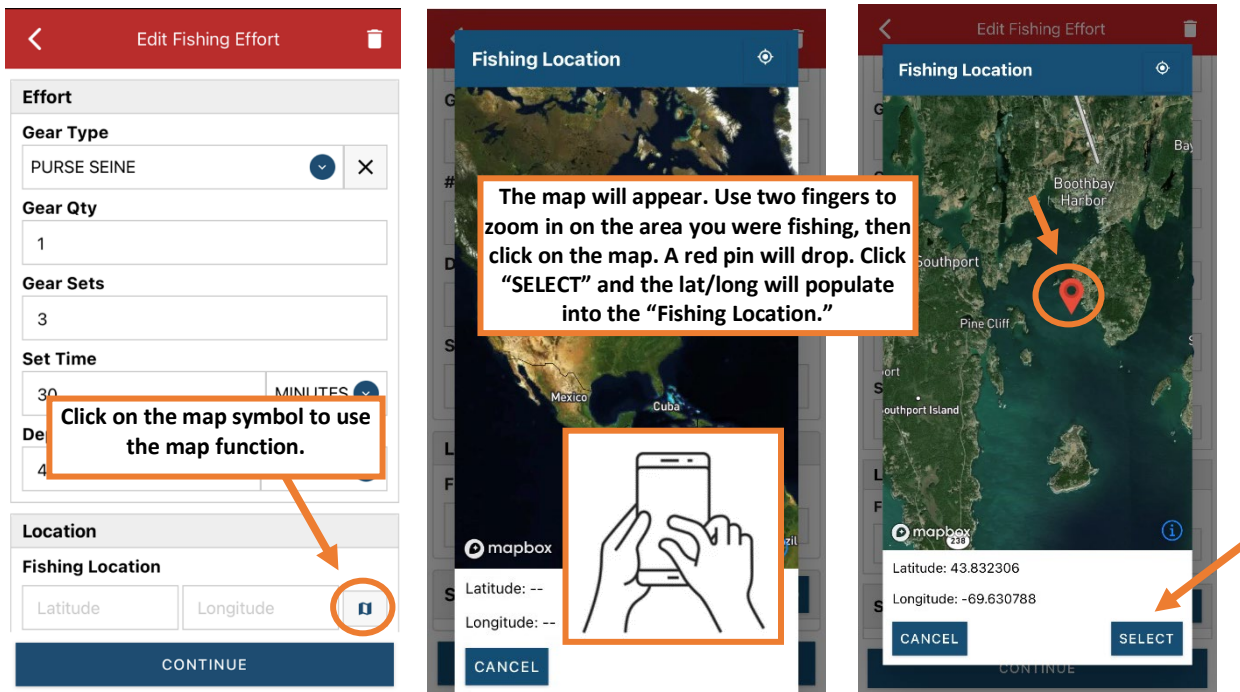 Edit Fishing Effort
Effort
Gear Type
PURSE SEINE
Gear Qty
1
Gear Sets
3
Set Time
30 MINUTES
Click on the map symbol to use
the map function.
4
Location
Fishing Location
Latitude Longitude
CONTINUE
Fishing Location
G
#
The map will appear. Use two fingers to
zoom in on the area you were fishing, then
click on the map. A red pin will drop. Click
“SELECT” and the lat/long will populate
into the “Fishing Location.”
D
S
Mexico
Cuba
L
F
mapbox
S
Latitude: --
Longitude: --
CANCEL
Edit Fishing Effort
Fishing Location
G
Boothbay
Harbor
Southport
Pine Cliff
S
L
F
mapbox
238
Latitude: 43.832306
Longitude: -69.630788
S
CANCEL
SELECT
CONTINUE